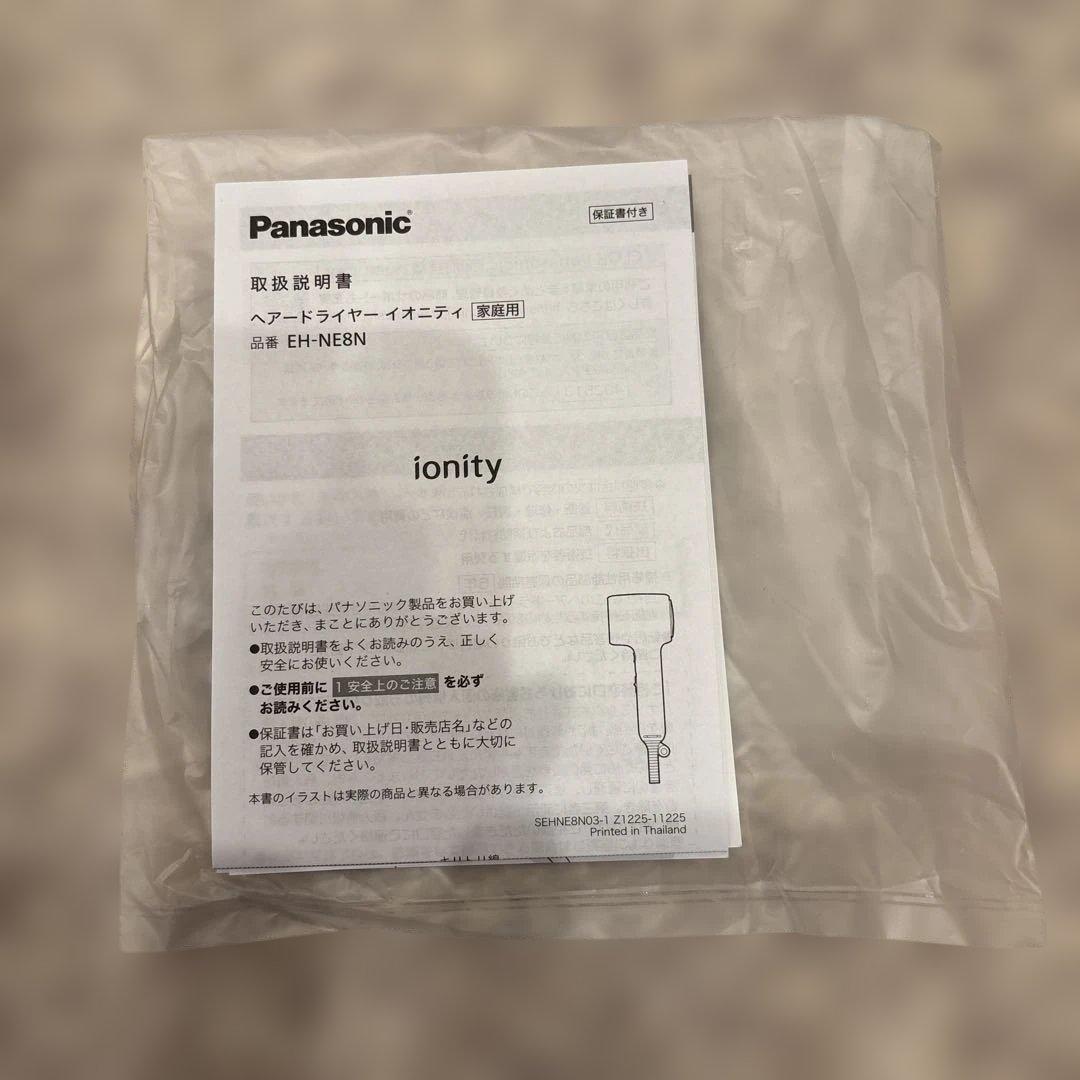 Panasonic®
保証書付き
取扱説明書
ヘアードライヤー イオニティ 家庭用
品番 EH-NE8N
ionity
このたびは、パナソニック製品をお買い上げ
いただき、まことにありがとうございます。
●取扱説明書をよくお読みのうえ、正しく
安全にお使いください。
●ご使用前に 1 安全上のご注意 を必ず
お読みください。
●保証書は「お買い上げ日・販売店名」などの
記入を確かめ、取扱説明書とともに大切に
保管してください。
本書のイラストは実際の商品と異なる場合があります。
SEHNE8N03-1 Z1225-11225
Printed in Thailand
キリトリ線